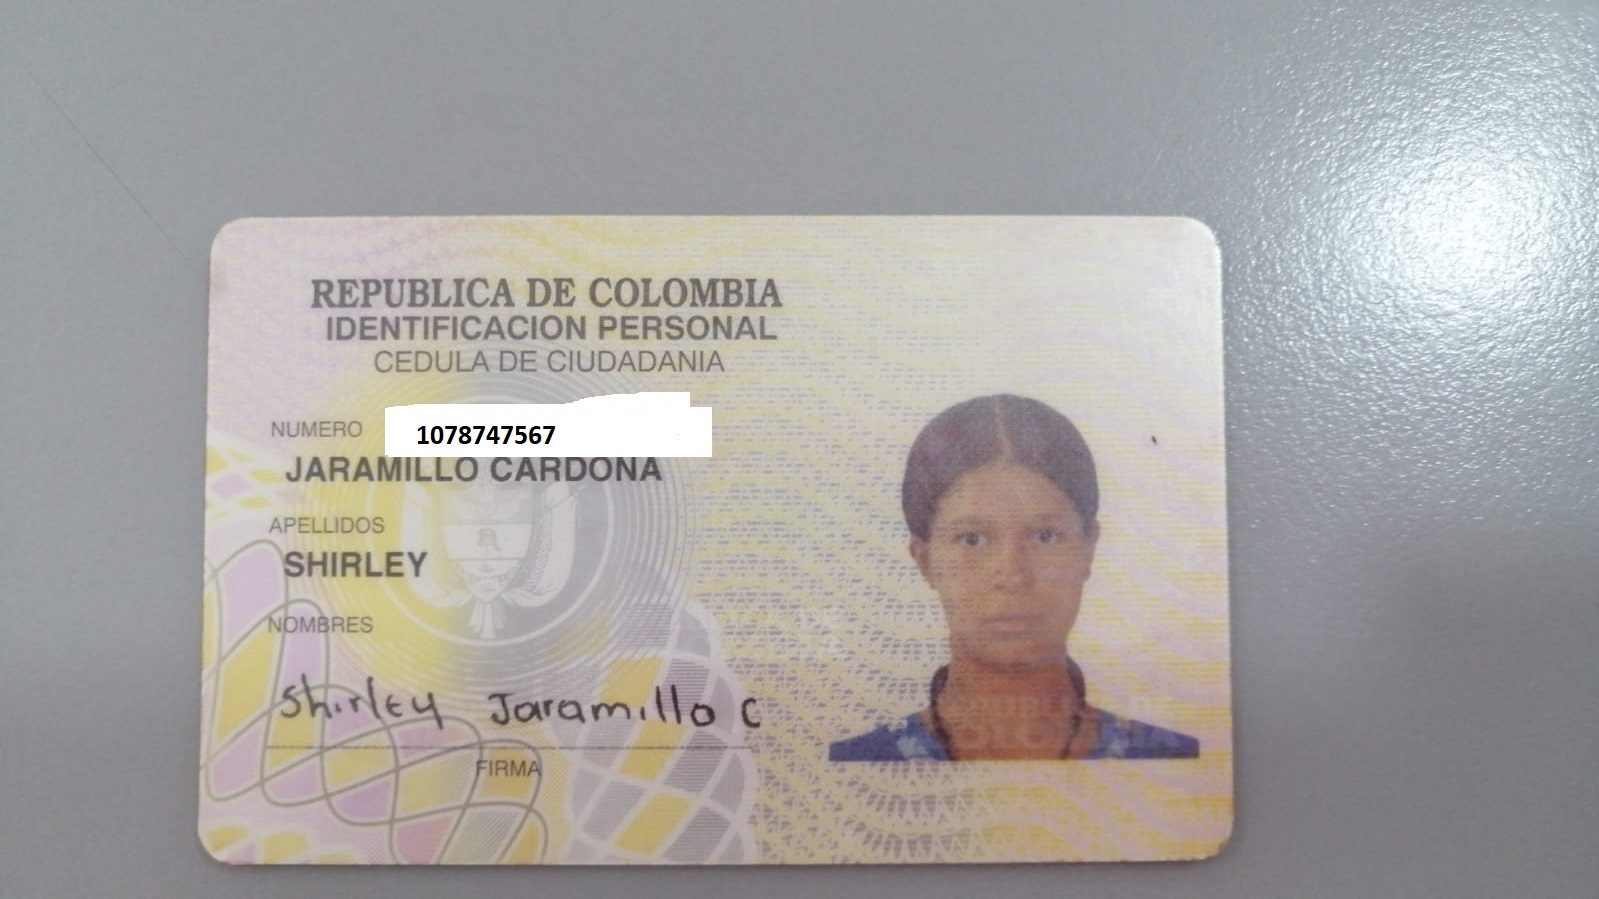 REPUBLICA DE COLOMBIA
IDENTIFICACION PERSONAL
CEDULA DE CIUDADANIA
NUMERO 1078747567
JARAMILLO CARDONA
APELLIDOS
SHIRLEY
NOMBRES
Shirley Jaramillo C
FIRMA